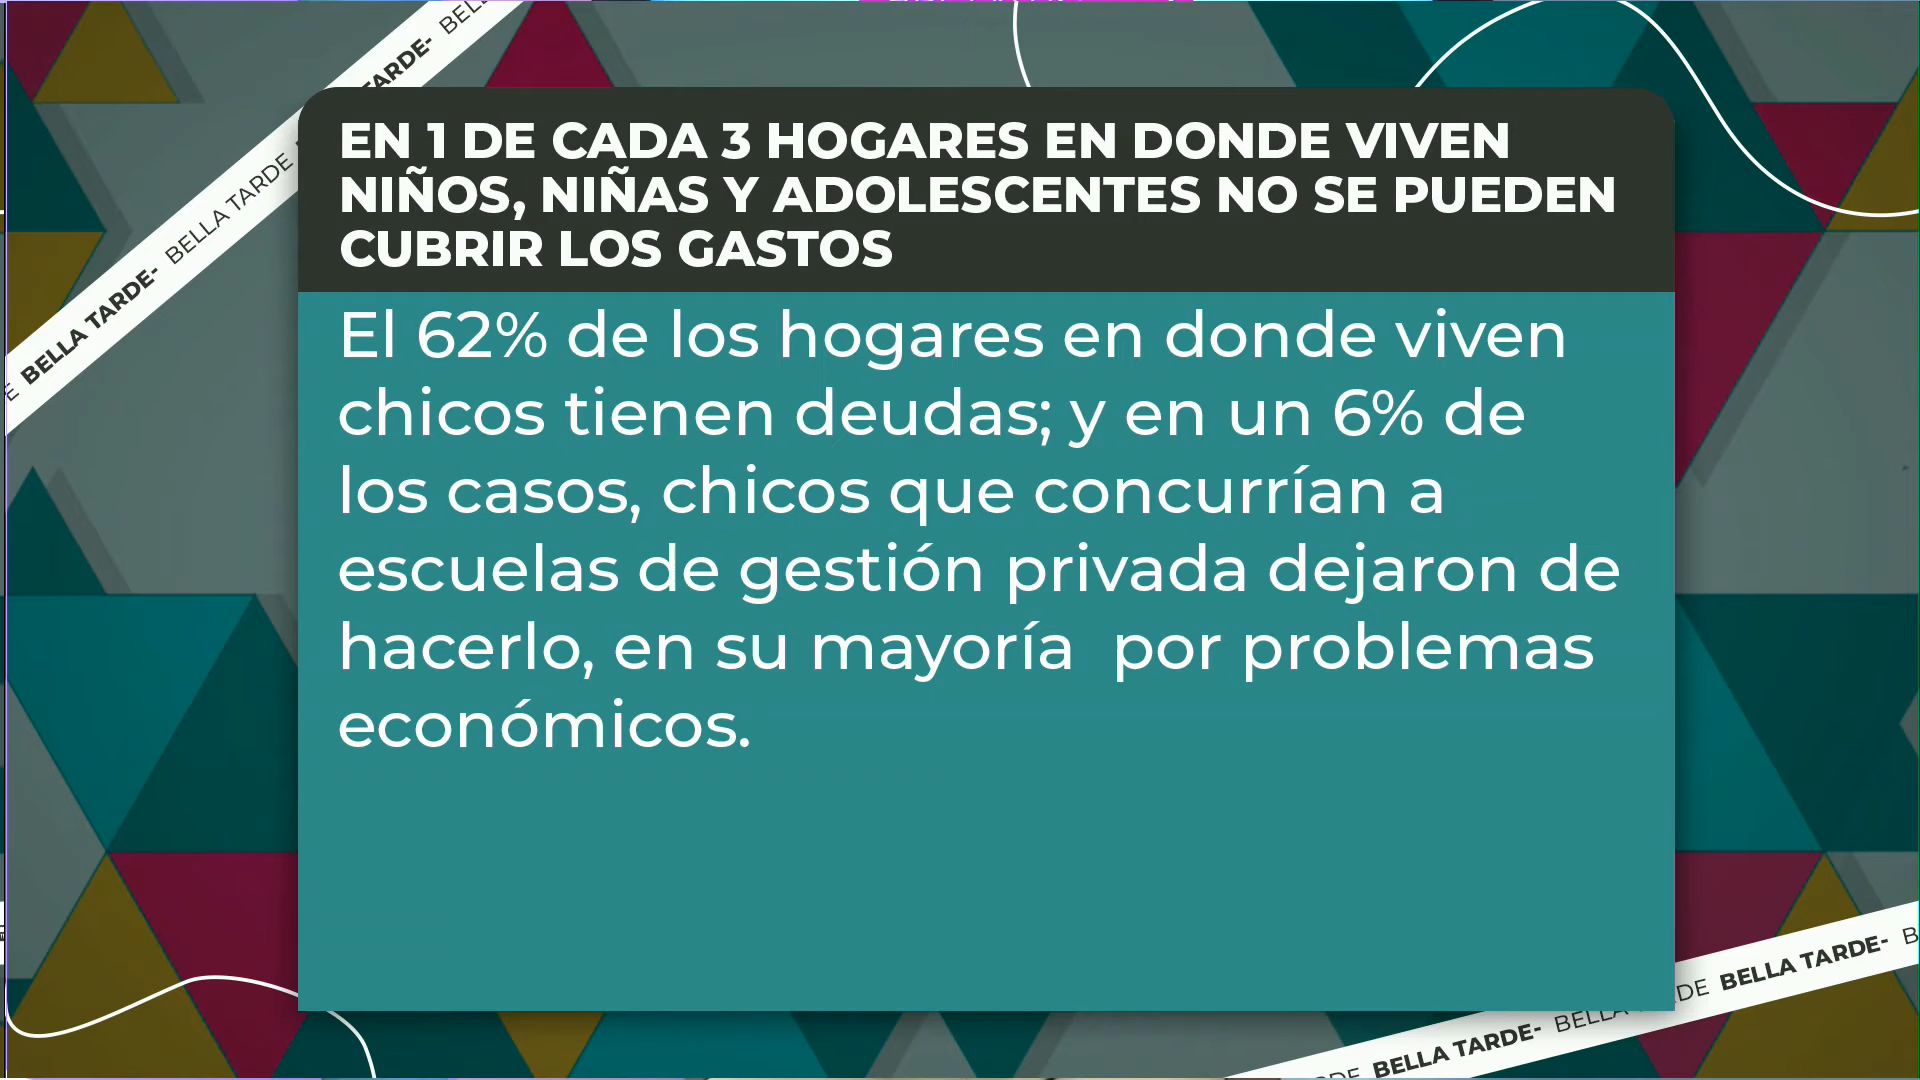 EN 1 DE CADA 3 HOGARES EN DONDE VIVEN
NIÑOS, NIÑAS Y ADOLESCENTES NO SE PUEDEN
CUBRIR LOS GASTOS
El 62% de los hogares en donde viven
chicos tienen deudas; y en un 6% de
los casos, chicos que concurrían a
escuelas de gestión privada dejaron de
hacerlo, en su mayoría  por problemas
económicos.
BELLA TARDE- BELLA TARDE
TARDE-
BELLA TARDE- BELLA
BELLA TARDE-